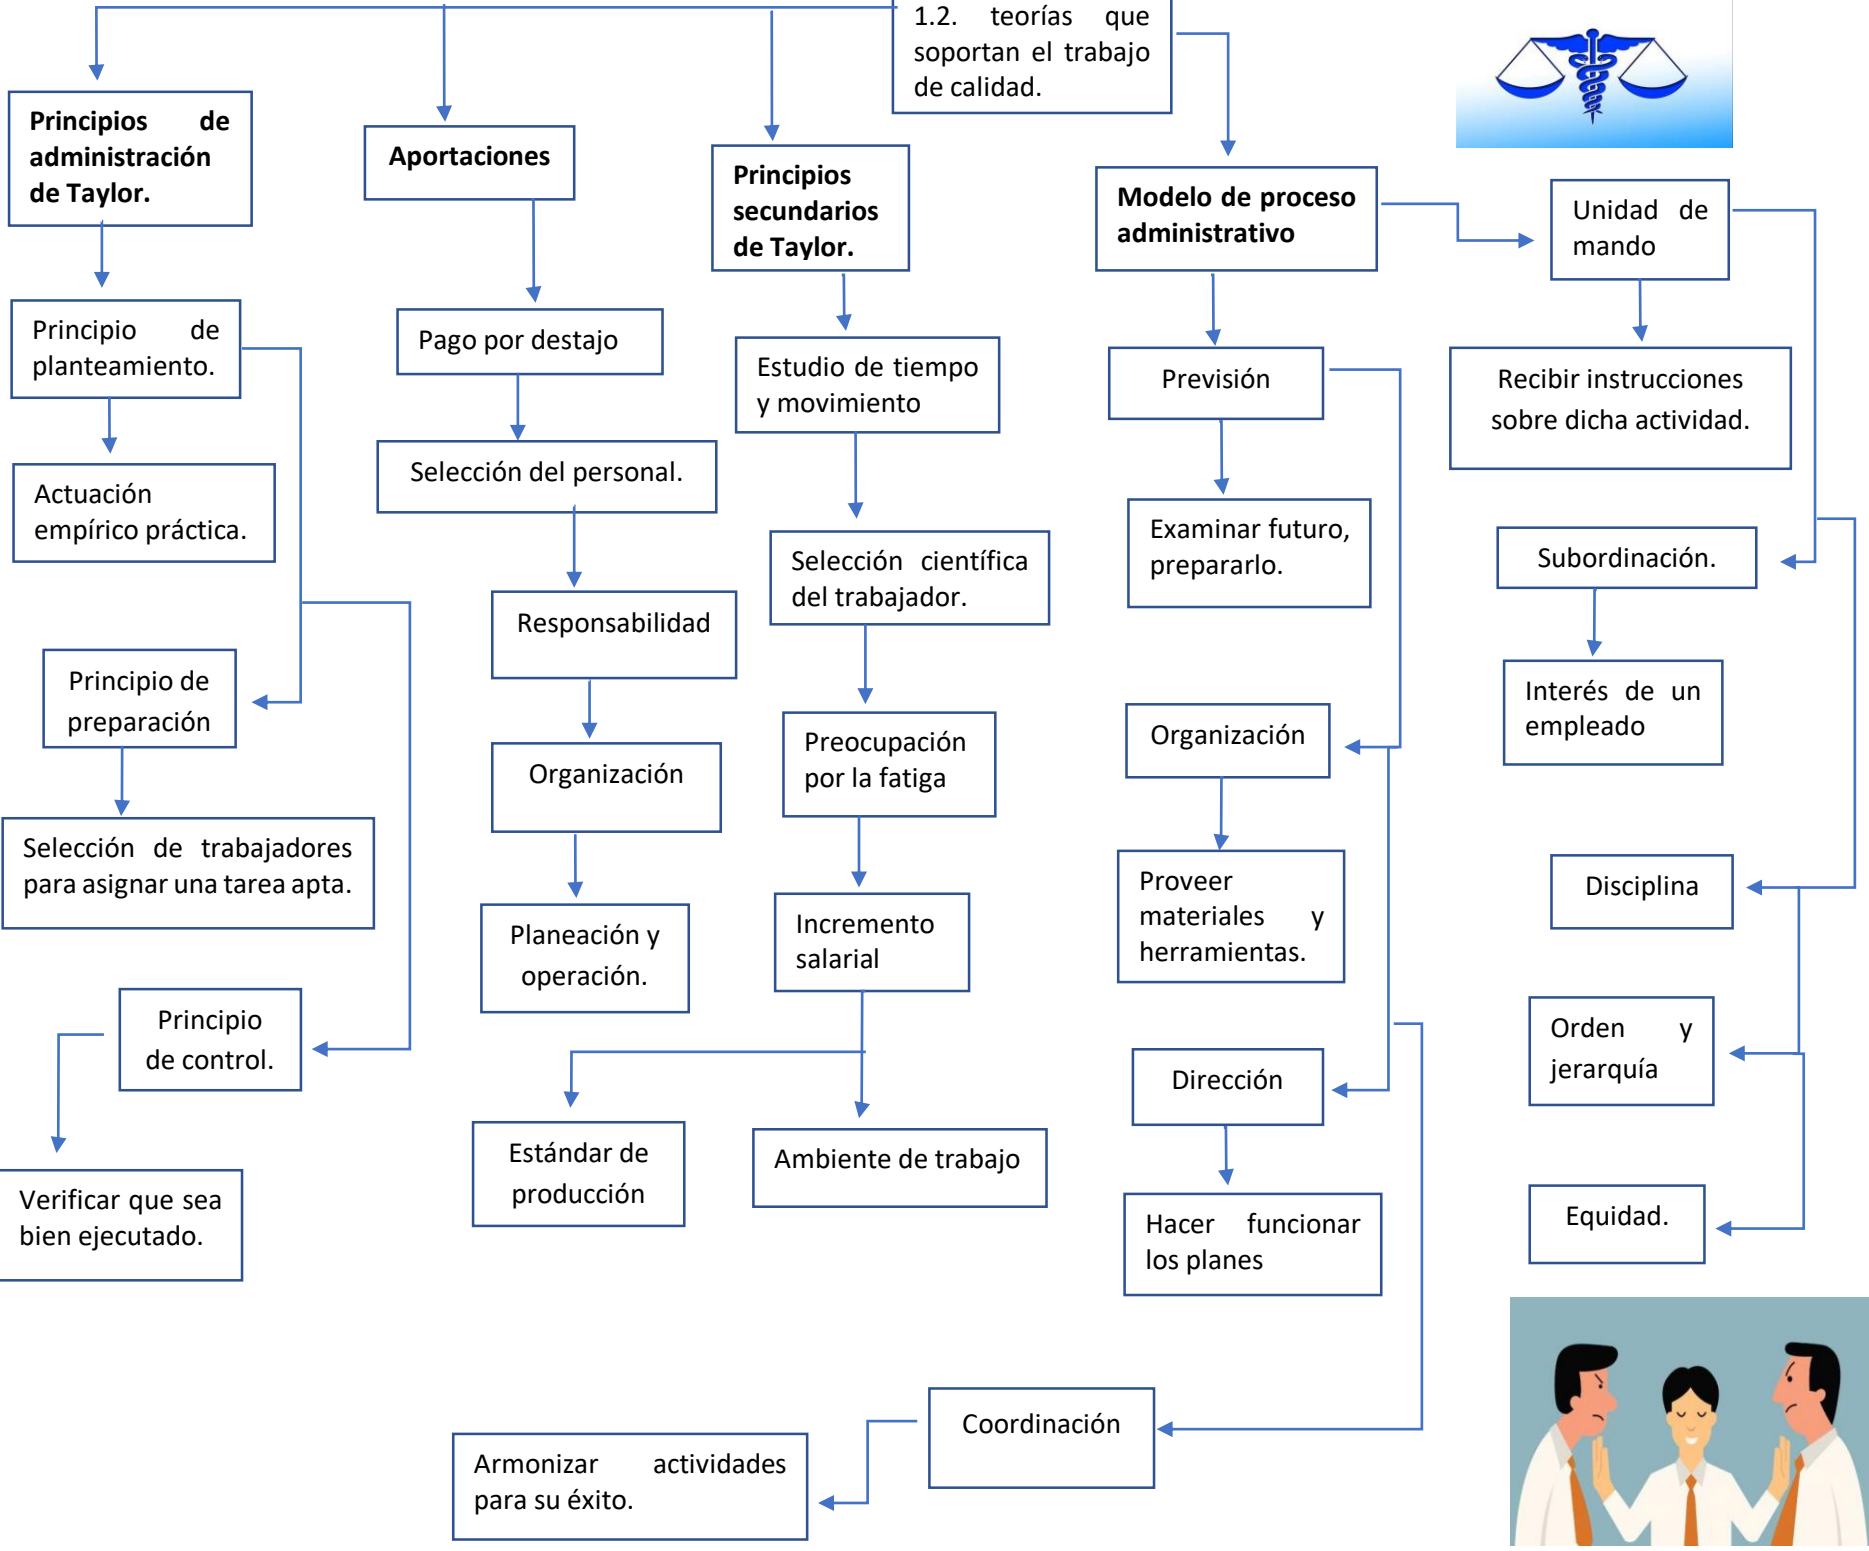 1.2. teorías que
soportan el trabajo
de calidad.
Principios de
administración
de Taylor.
Principio de
planteamiento.
Actuación
empírico práctica.
Principio de
preparación
Selección de trabajadores
para asignar una tarea apta.
Principio
de control.
Verificar que sea
bien ejecutado.
Aportaciones
Pago por destajo
Selección del personal.
Responsabilidad
Organización
Planeación y
operación.
Principios
secundarios
de Taylor.
Estudio de tiempo
y movimiento
Selección científica
del trabajador.
Preocupación
por la fatiga
Incremento
salarial
Estándar de
producción
Ambiente de trabajo
Modelo de proceso
administrativo
Previsión
Examinar futuro,
prepararlo.
Organización
Proveer
materiales y
herramientas.
Dirección
Hacer funcionar
los planes
Coordinación
Armonizar actividades
para su éxito.
Unidad de
mando
Recibir instrucciones
sobre dicha actividad.
Subordinación.
Interés de un
empleado
Disciplina
Orden y
jerarquía
Equidad.